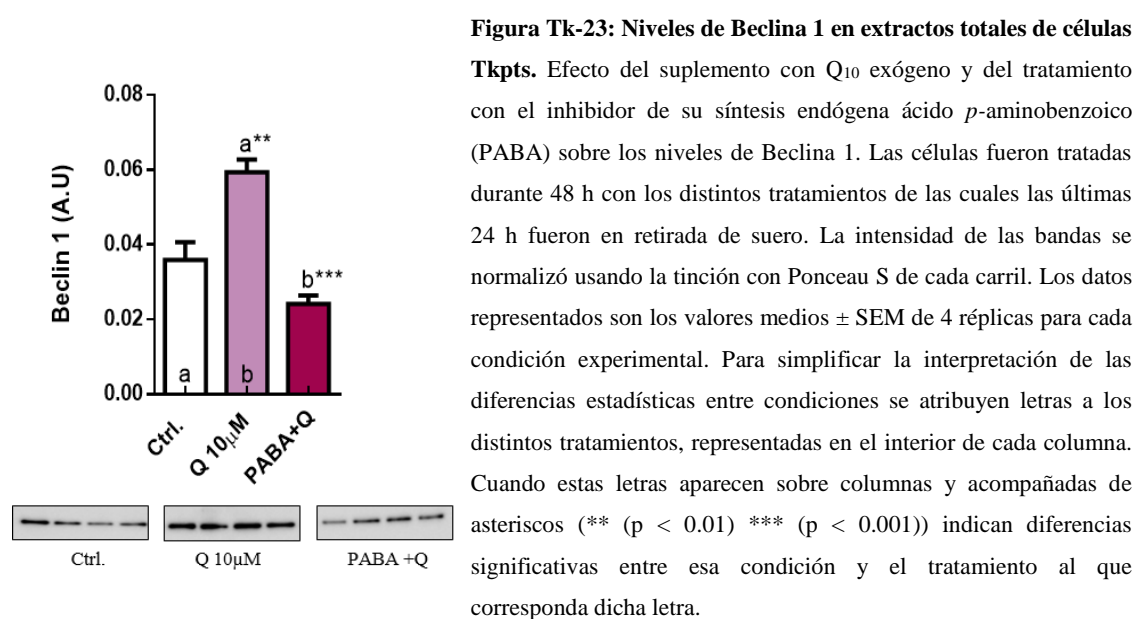 0.08
0.06
0.04
0.02
0.00
Beclin 1 (A.U)
a**
b***
a
b
Ctrl.
Q 10μM
PABA+Q
Ctrl.
Q 10μM
PABA +Q
Figura Tk-23: Niveles de Beclina 1 en extractos totales de células
Tkpts. Efecto del suplemento con Q10 exógeno y del tratamiento
con el inhibidor de su síntesis endógena ácido p-aminobenzoico
(PABA) sobre los niveles de Beclina 1. Las células fueron tratadas
durante 48 h con los distintos tratamientos de las cuales las últimas
24 h fueron en retirada de suero. La intensidad de las bandas se
normalizó usando la tinción con Ponceau S de cada carril. Los datos
representados son los valores medios ± SEM de 4 réplicas para cada
condición experimental. Para simplificar la interpretación de las
diferencias estadísticas entre condiciones se atribuyen letras a los
distintos tratamientos, representadas en el interior de cada columna.
Cuando estas letras aparecen sobre columnas y acompañadas de
asteriscos (** (p < 0.01) *** (p < 0.001)) indican diferencias
significativas entre esa condición y el tratamiento al que
corresponda dicha letra.